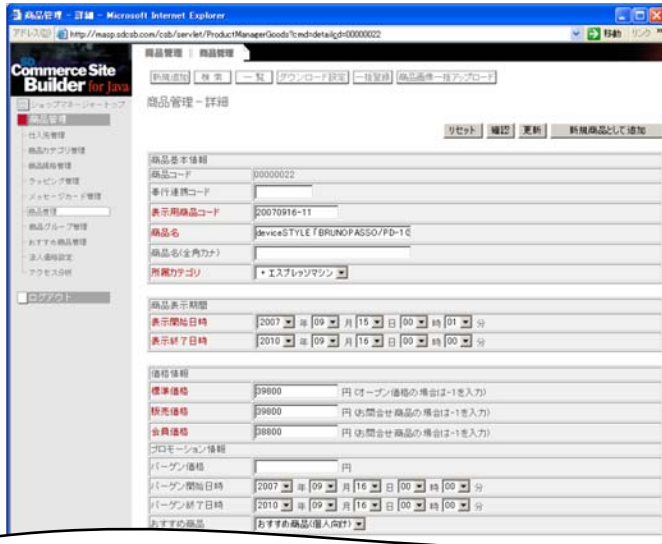 商品管理 - 詳細 - Microsoft Internet Explorer
アドレス(D) http://masp.sdcsb.com/csb/servlet/ProductManagerGoods?cmd=detail&cd=00000022 移動 リンク
Commerce Site
Builder for Java
商品管理 商品管理
新規追加 検索 一覧 ダウンロード設定 一括登録 商品画像一括アップロード
商品管理－詳細
リセット 確認 更新 新規商品として追加
ショップマネージャートップ
商品管理
仕入先管理
商品カテゴリ管理
商品規格管理
ラッピング管理
メッセージカード管理
商品管理
商品グループ管理
おすすめ商品管理
法人価格設定
アクセス分析
ログアウト
商品基本情報
商品コード 00000022
奉行連携コード
表示用商品コード 20070916-11
商品名 deviceSTYLE「BRUNOPASSO/PD-1
商品名(全角カナ)
所属カテゴリ ・エスプレッソマシン
商品表示期間
表示開始日時 2007 年 09 月 15 日 00 時 01 分
表示終了日時 2010 年 09 月 16 日 00 時 00 分
価格情報
標準価格 39800 円 (オープン価格の場合は-1を入力)
販売価格 39800 円 (お問合せ商品の場合は-1を入力)
会員価格 38800 円 (お問合せ商品の場合は-1を入力)
プロモーション情報
バーゲン価格 円
バーゲン開始日時 2007 年 09 月 16 日 00 時 00 分
バーゲン終了日時 2010 年 09 月 16 日 00 時 00 分
おすすめ商品 おすすめ商品(個人向け)